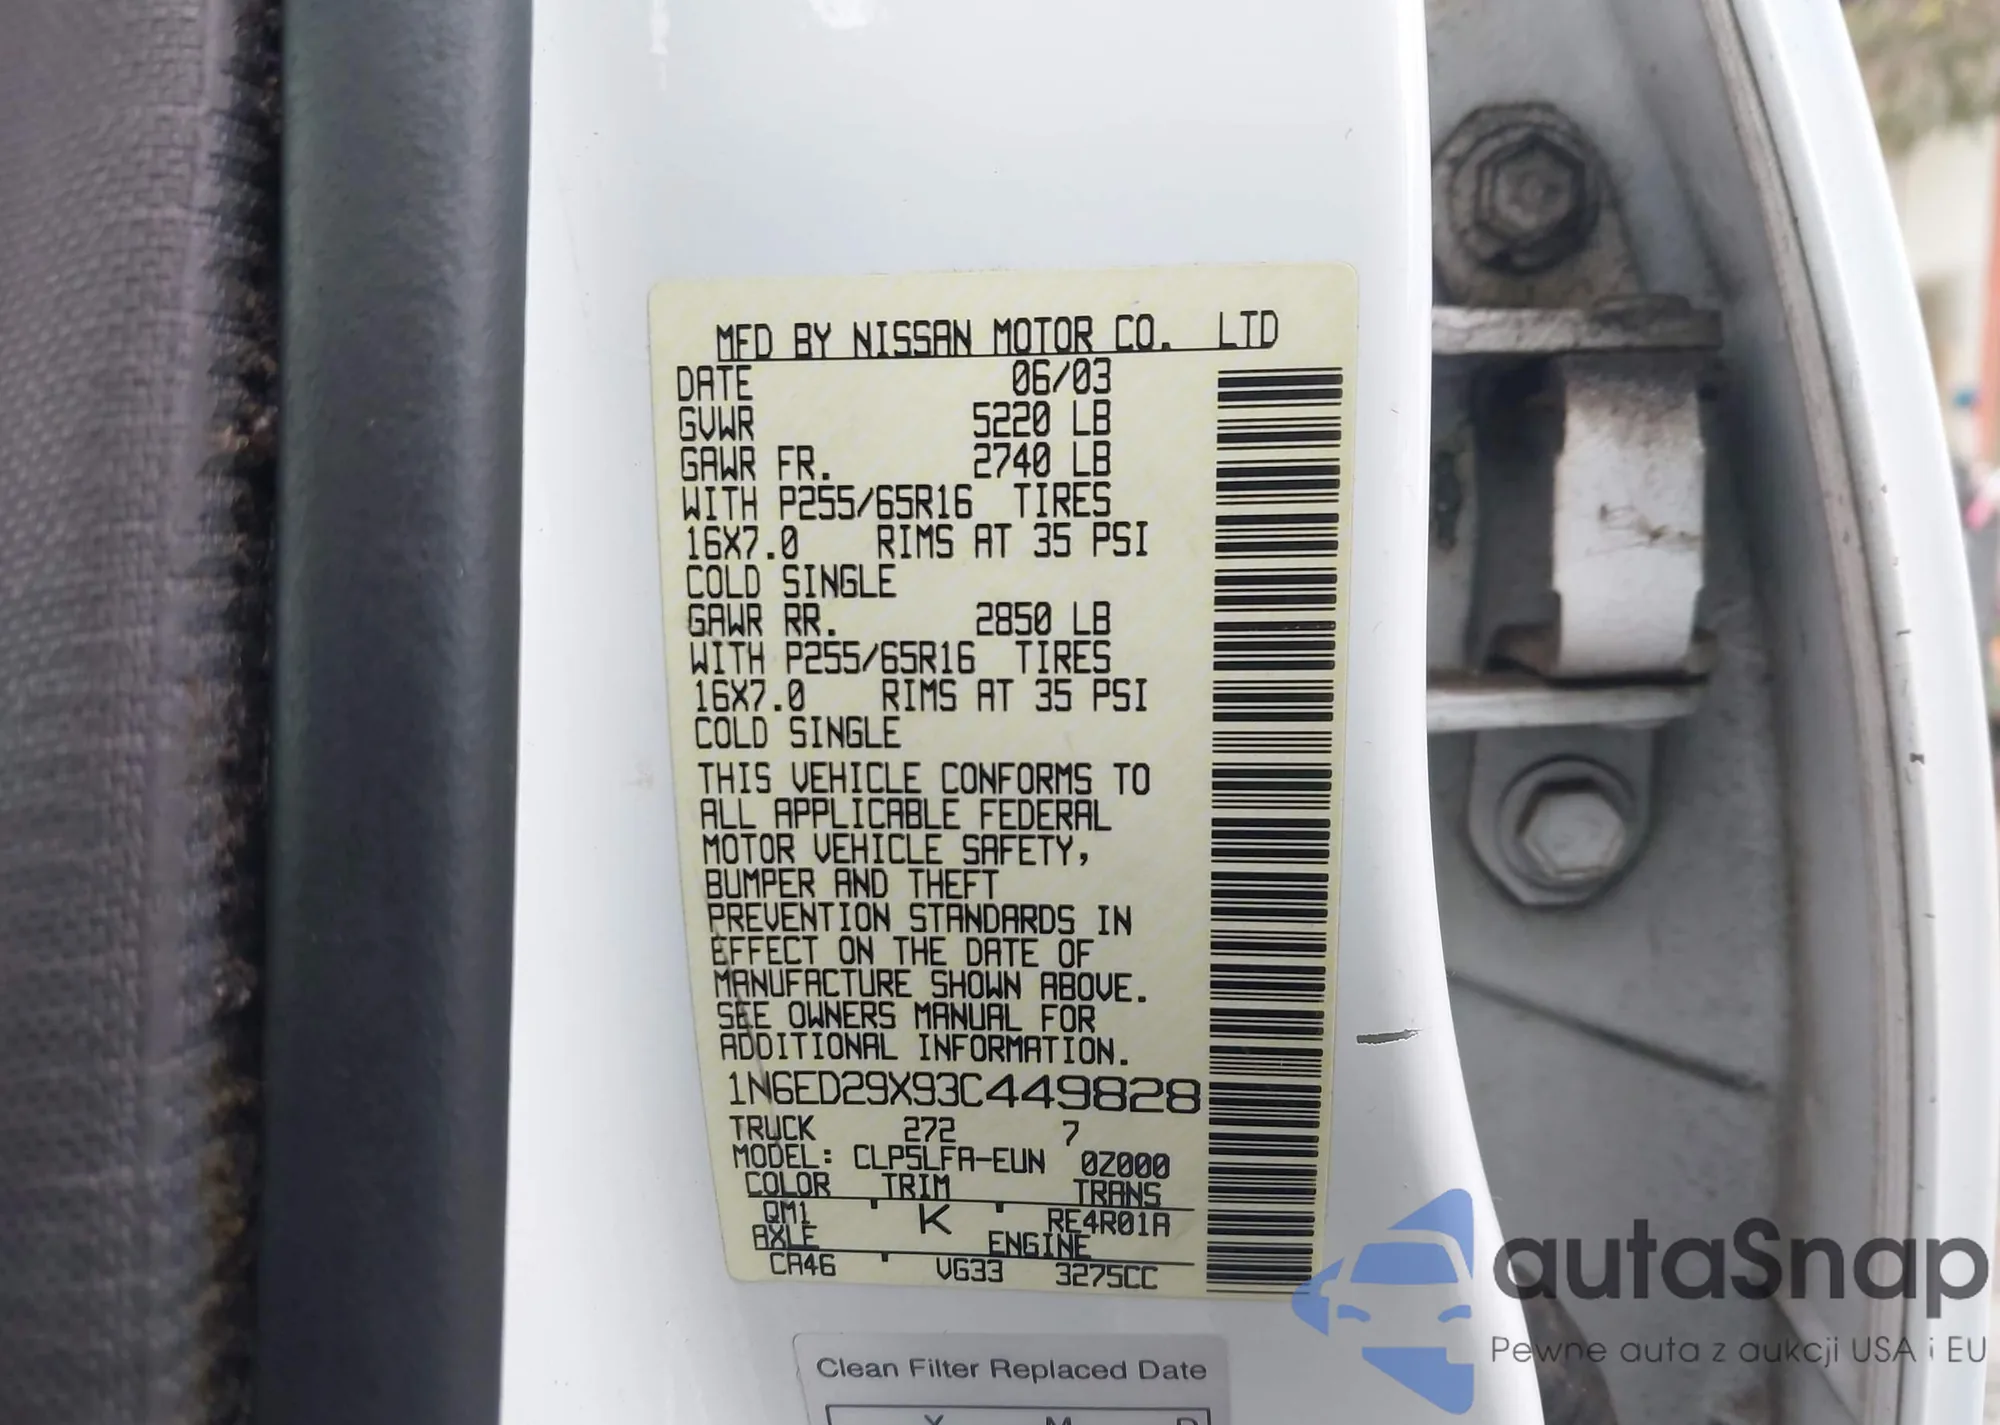 MFD BY NISSAN MOTOR CO. LTD
DATE 06/03
GVWR 5220 LB
GAWR FR. 2740 LB
WITH P255/65R16 TIRES
16X7.0 RIMS AT 35 PSI
COLD SINGLE
GAWR RR. 2850 LB
WITH P255/65R16 TIRES
16X7.0 RIMS AT 35 PSI
COLD SINGLE
THIS VEHICLE CONFORMS TO
ALL APPLICABLE FEDERAL
MOTOR VEHICLE SAFETY,
BUMPER AND THEFT
PREVENTION STANDARDS IN
EFFECT ON THE DATE OF
MANUFACTURE SHOWN ABOVE.
SEE OWNERS MANUAL FOR
ADDITIONAL INFORMATION.
1N6ED29X93C449828
TRUCK 272 7
MODEL: CLP5LFA-EUN 0Z000
COLOR TRIM TRANS
QM1 K RE4R01A
AXLE ENGINE
CA46 VG33 3275CC
Clean Filter Replaced Date
Y M D
autaSnap
Pewne auta z aukcji USA i EU